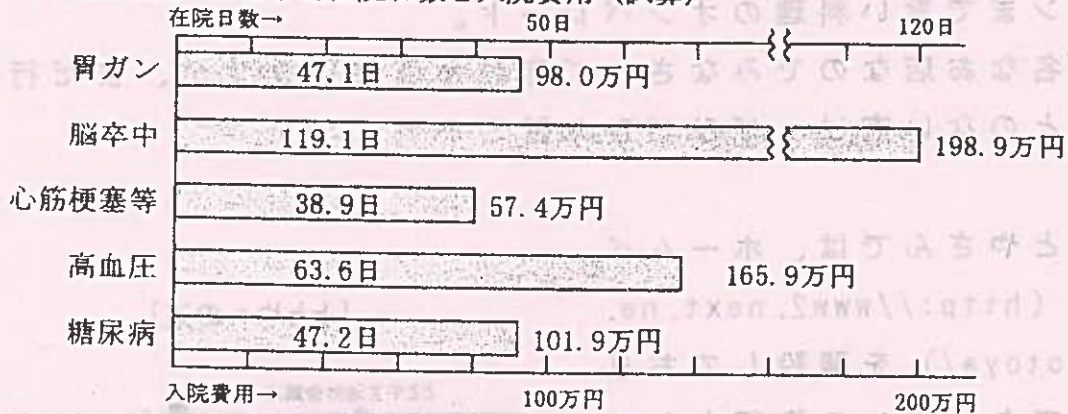 在院日数→ 50日 120日
胃ガン 47.1日 98.0万円
脳卒中 119.1日 198.9万円
心筋梗塞等 38.9日 57.4万円
高血圧 63.6日 165.9万円
糖尿病 47.2日 101.9万円
入院費用→ 100万円 200万円